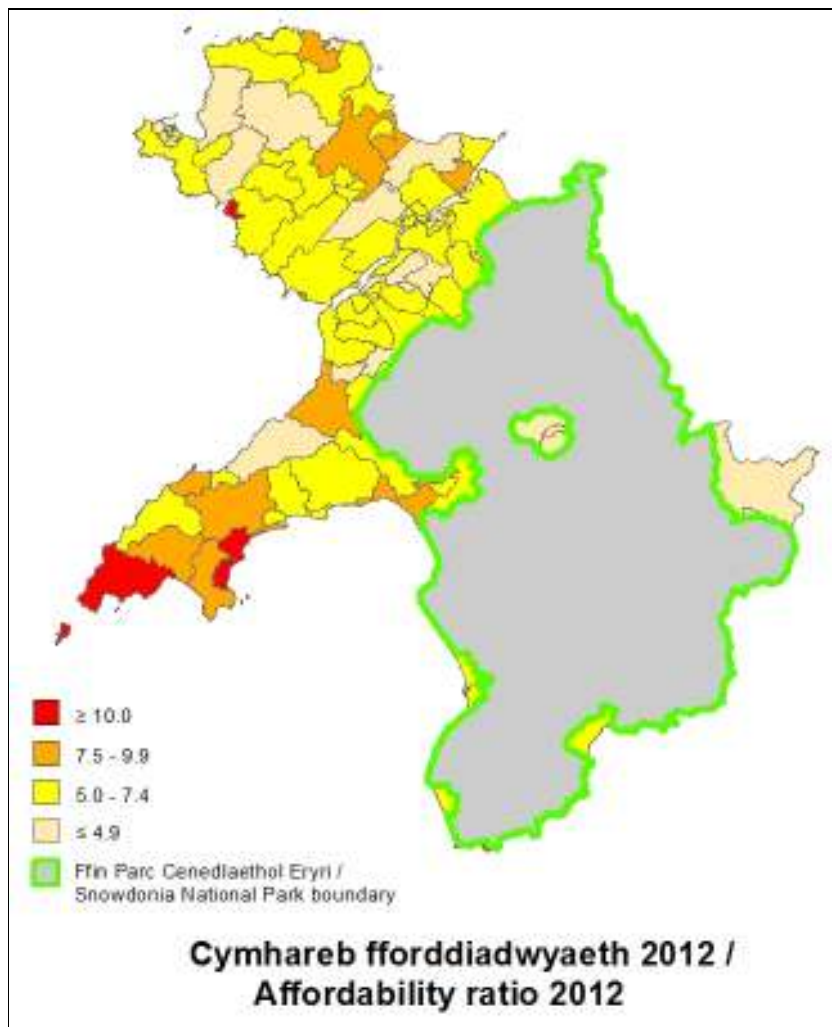 ≥ 10.0
7.5 - 9.9
5.0 - 7.4
≤ 4.9
Ffin Parc Cenedlaethol Eryri /
Snowdonia National Park boundary
Cymhareb fforddiadwyaeth 2012 /
Affordability ratio 2012